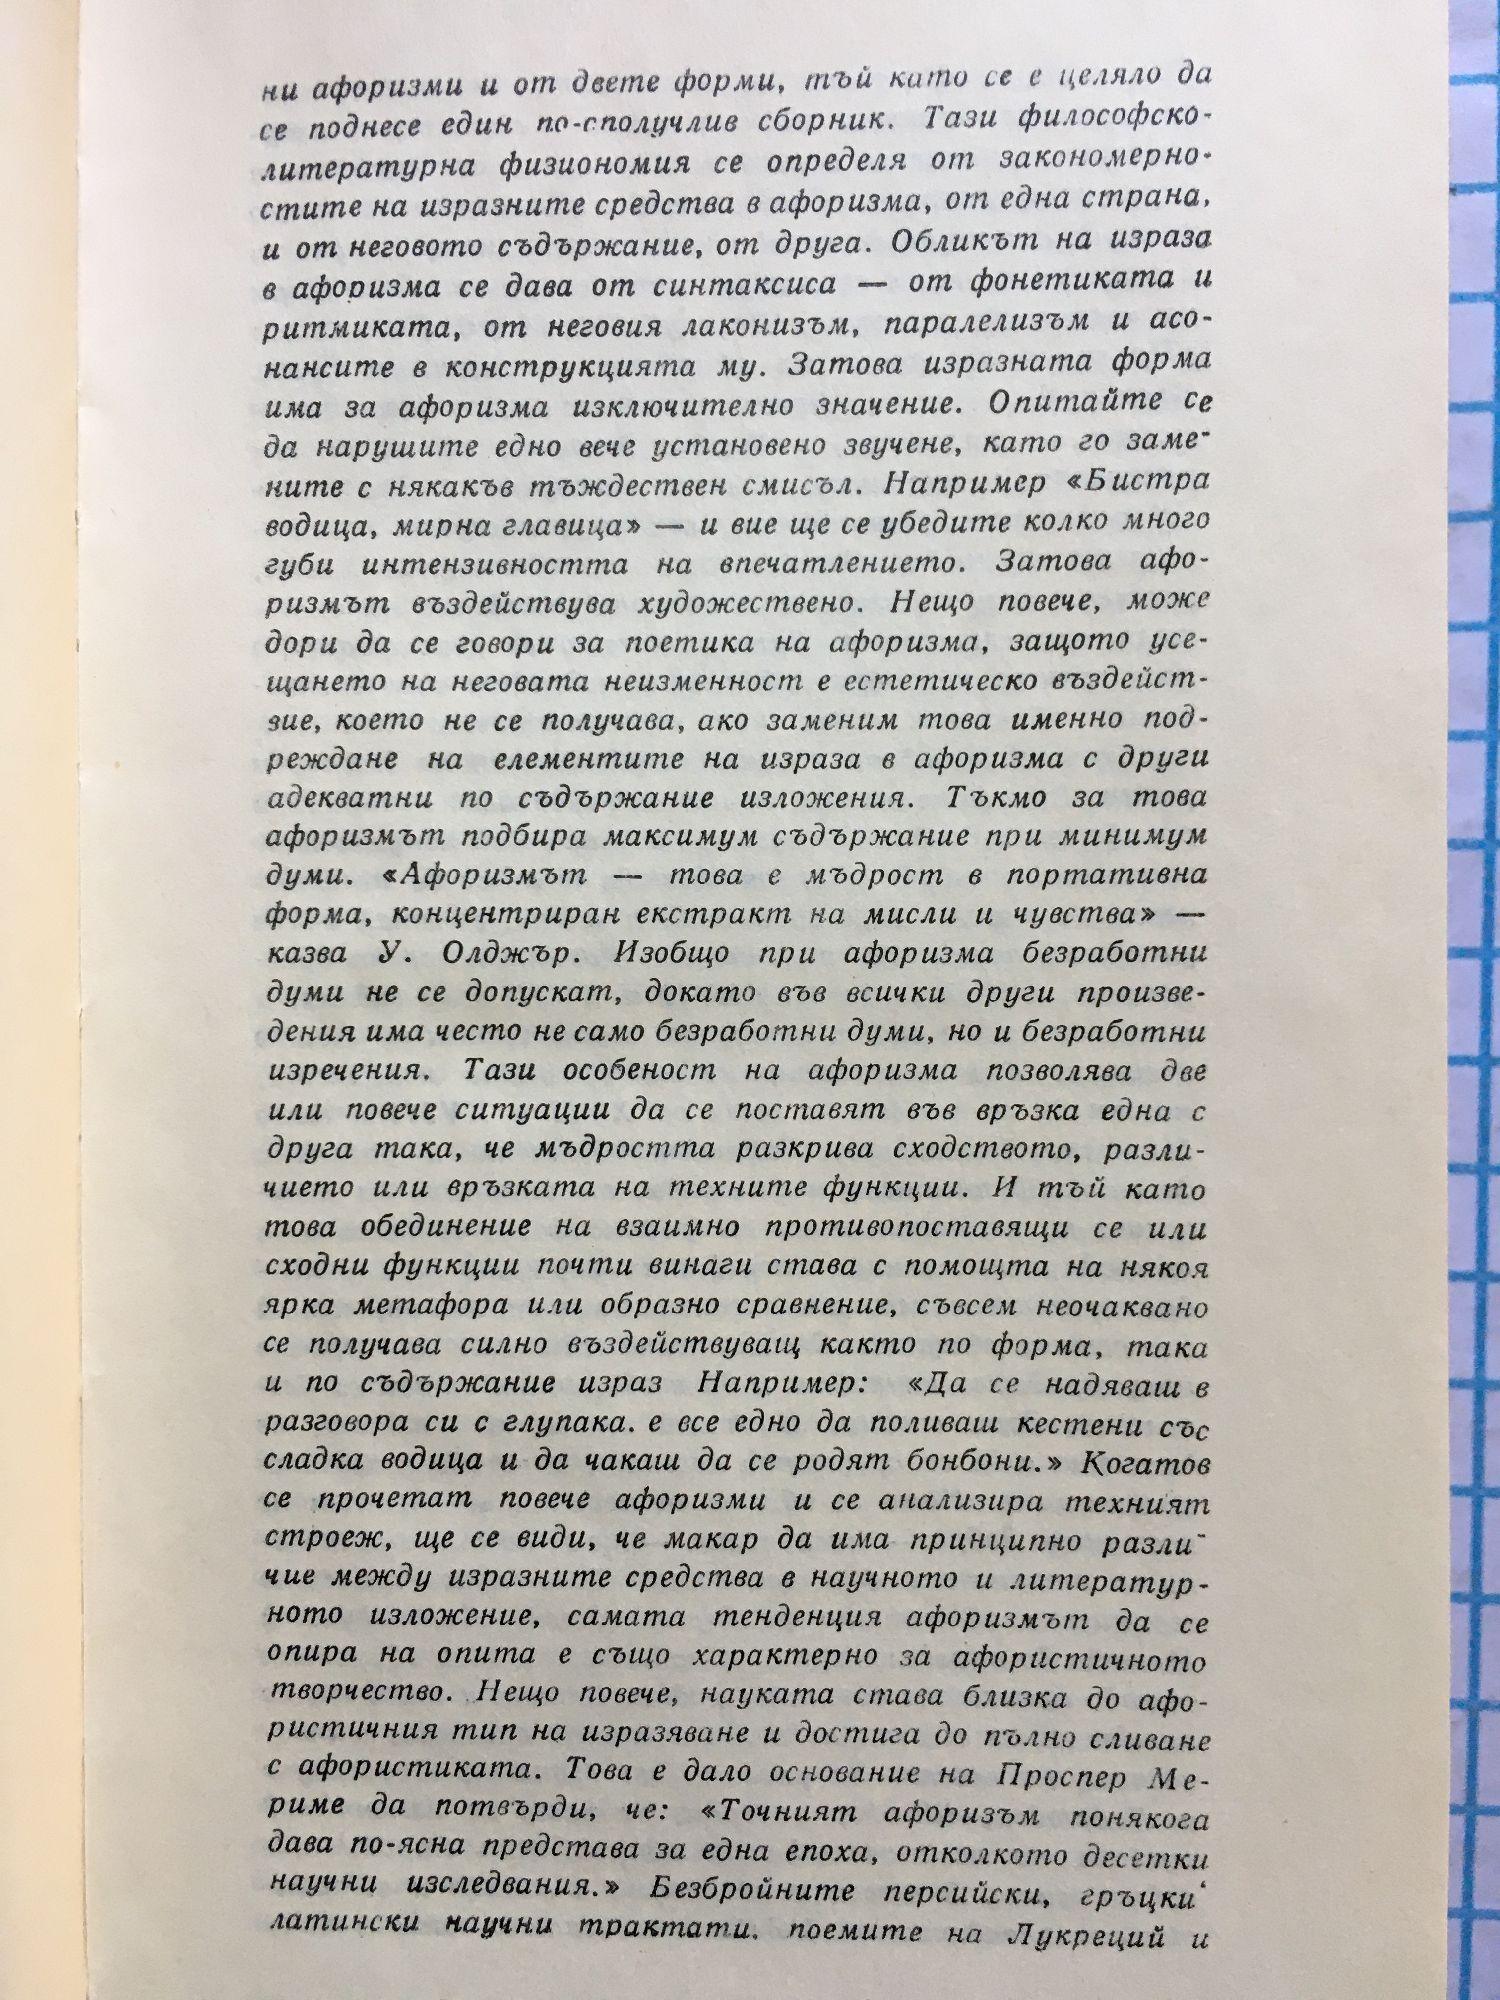 ни афоризми и от двете форми, тъй като се е целяло да
се поднесе един по-сполучлив сборник. Тази философско-
литературна физиономия се определя от закономерно-
стите на изразните средства в афоризма, от една страна,
и от неговото съдържание, от друга. Обликът на израза
в афоризма се дава от синтаксиса — от фонетиката и
ритмиката, от неговия лаконизъм, паралелизъм и асо-
нансите в конструкцията му. Затова изразната форма
има за афоризма изключително значение. Опитайте се
да нарушите едно вече установено звучене, като го заме-
ните с някакъв тъждествен смисъл. Например «Бистра
водица, мирна главица» — и вие ще се убедите колко много
губи интензивността на впечатлението. Затова афо-
ризмът въздействува художествено. Нещо повече, може
дори да се говори за поетика на афоризма, защото усе-
щането на неговата неизменност е естетическо въздейст-
вие, което не се получава, ако заменим това именно под-
реждане на елементите на израза в афоризма с други
адекватни по съдържание изложения. Тъкмо за това
афоризмът подбира максимум съдържание при минимум
думи. «Афоризмът — това е мъдрост в портативна
форма, концентриран екстракт на мисли и чувства» —
казва У. Олджър. Изобщо при афоризма безработни
думи не се допускат, докато във всички други произве-
дения има често не само безработни думи, но и безработни
изречения. Тази особеност на афоризма позволява две
или повече ситуации да се поставят във връзка една с
друга така, че мъдростта разкрива сходството, разли-
чието или връзката на техните функции. И тъй като
това обединение на взаимно противопоставящи се или
сходни функции почти винаги става с помощта на някоя
ярка метафора или образно сравнение, съвсем неочаквано
се получава силно въздействуващ както по форма, така
и по съдържание израз Например: «Да се надяваш в
разговора си с глупака. е все едно да поливаш кестени със
сладка водица и да чакаш да се родят бонбони.» Когатов
се прочетат повече афоризми и се анализира техният
строеж, ще се види, че макар да има принципно разли-
чие между изразните средства в научното и литератур-
ното изложение, самата тенденция афоризмът да се
опира на опита е също характерно за афористичното
творчество. Нещо повече, науката става близка до афо-
ристичния тип на изразяване и достига до пълно сливане
с афористиката. Това е дало основание на Проспер Ме-
риме да потвърди, че: «Точният афоризъм понякога
дава по-ясна представа за една епоха, отколкото десетки
научни изследвания.» Безбройните персийски, гръцки‘
латински научни трактати. поемите на Лукреций и